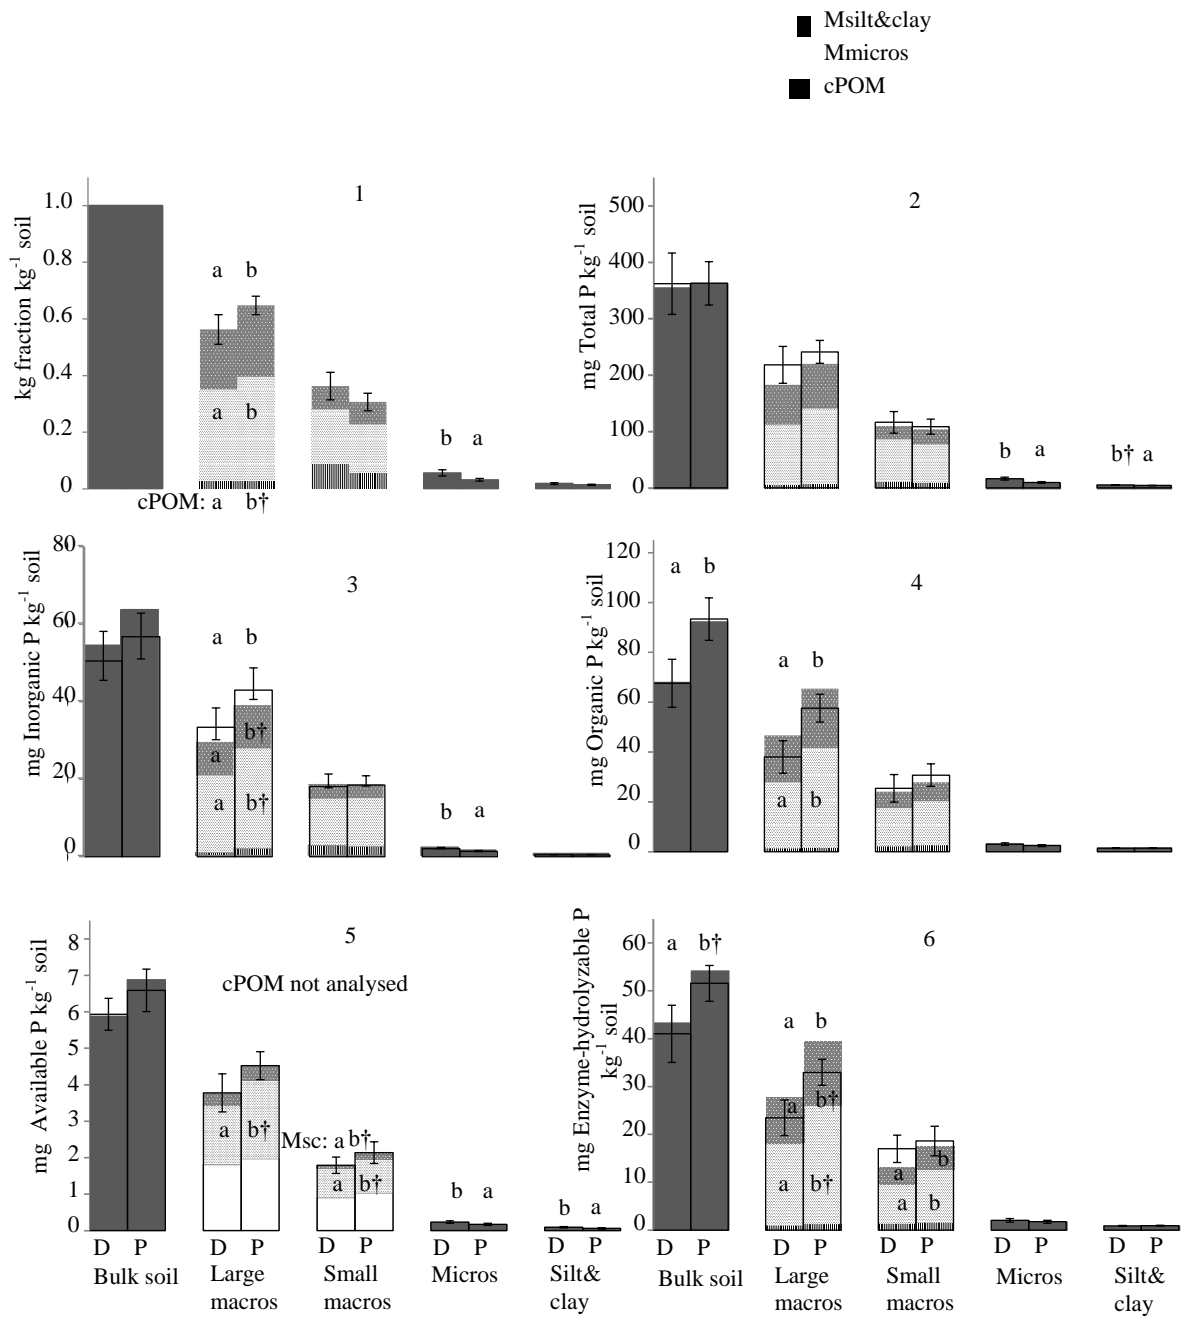 Msilt&clay
Mmicros
cPOM
1
kg fraction kg-1 soil
1.0
0.8
0.6
0.4
0.2
0
a b
a b
b a
cPOM: a b†
2
mg Total P kg-1 soil
500
400
300
200
100
0
b a
b† a
3
mg Inorganic P kg-1 soil
80
60
40
20
0
a b
a b†
a b†
b a
4
mg Organic P kg-1 soil
120
100
80
60
40
20
0
a b
a b
a b
5
mg Available P kg-1 soil
8
7
6
5
4
3
2
1
0
cPOM not analysed
a b†
Msc: a b†
a b†
b a
b a
D P
D P
D P
D P
D P
Bulk soil
Large
macros
Small
macros
Micros
Silt&
clay
6
mg Enzyme-hydrolyzable P
kg-1 soil
60
50
40
30
20
10
0
a b†
a b
a b†
a b†
a b
a b
D P
D P
D P
D P
D P
Bulk soil
Large
macros
Small
macros
Micros
Silt&
clay